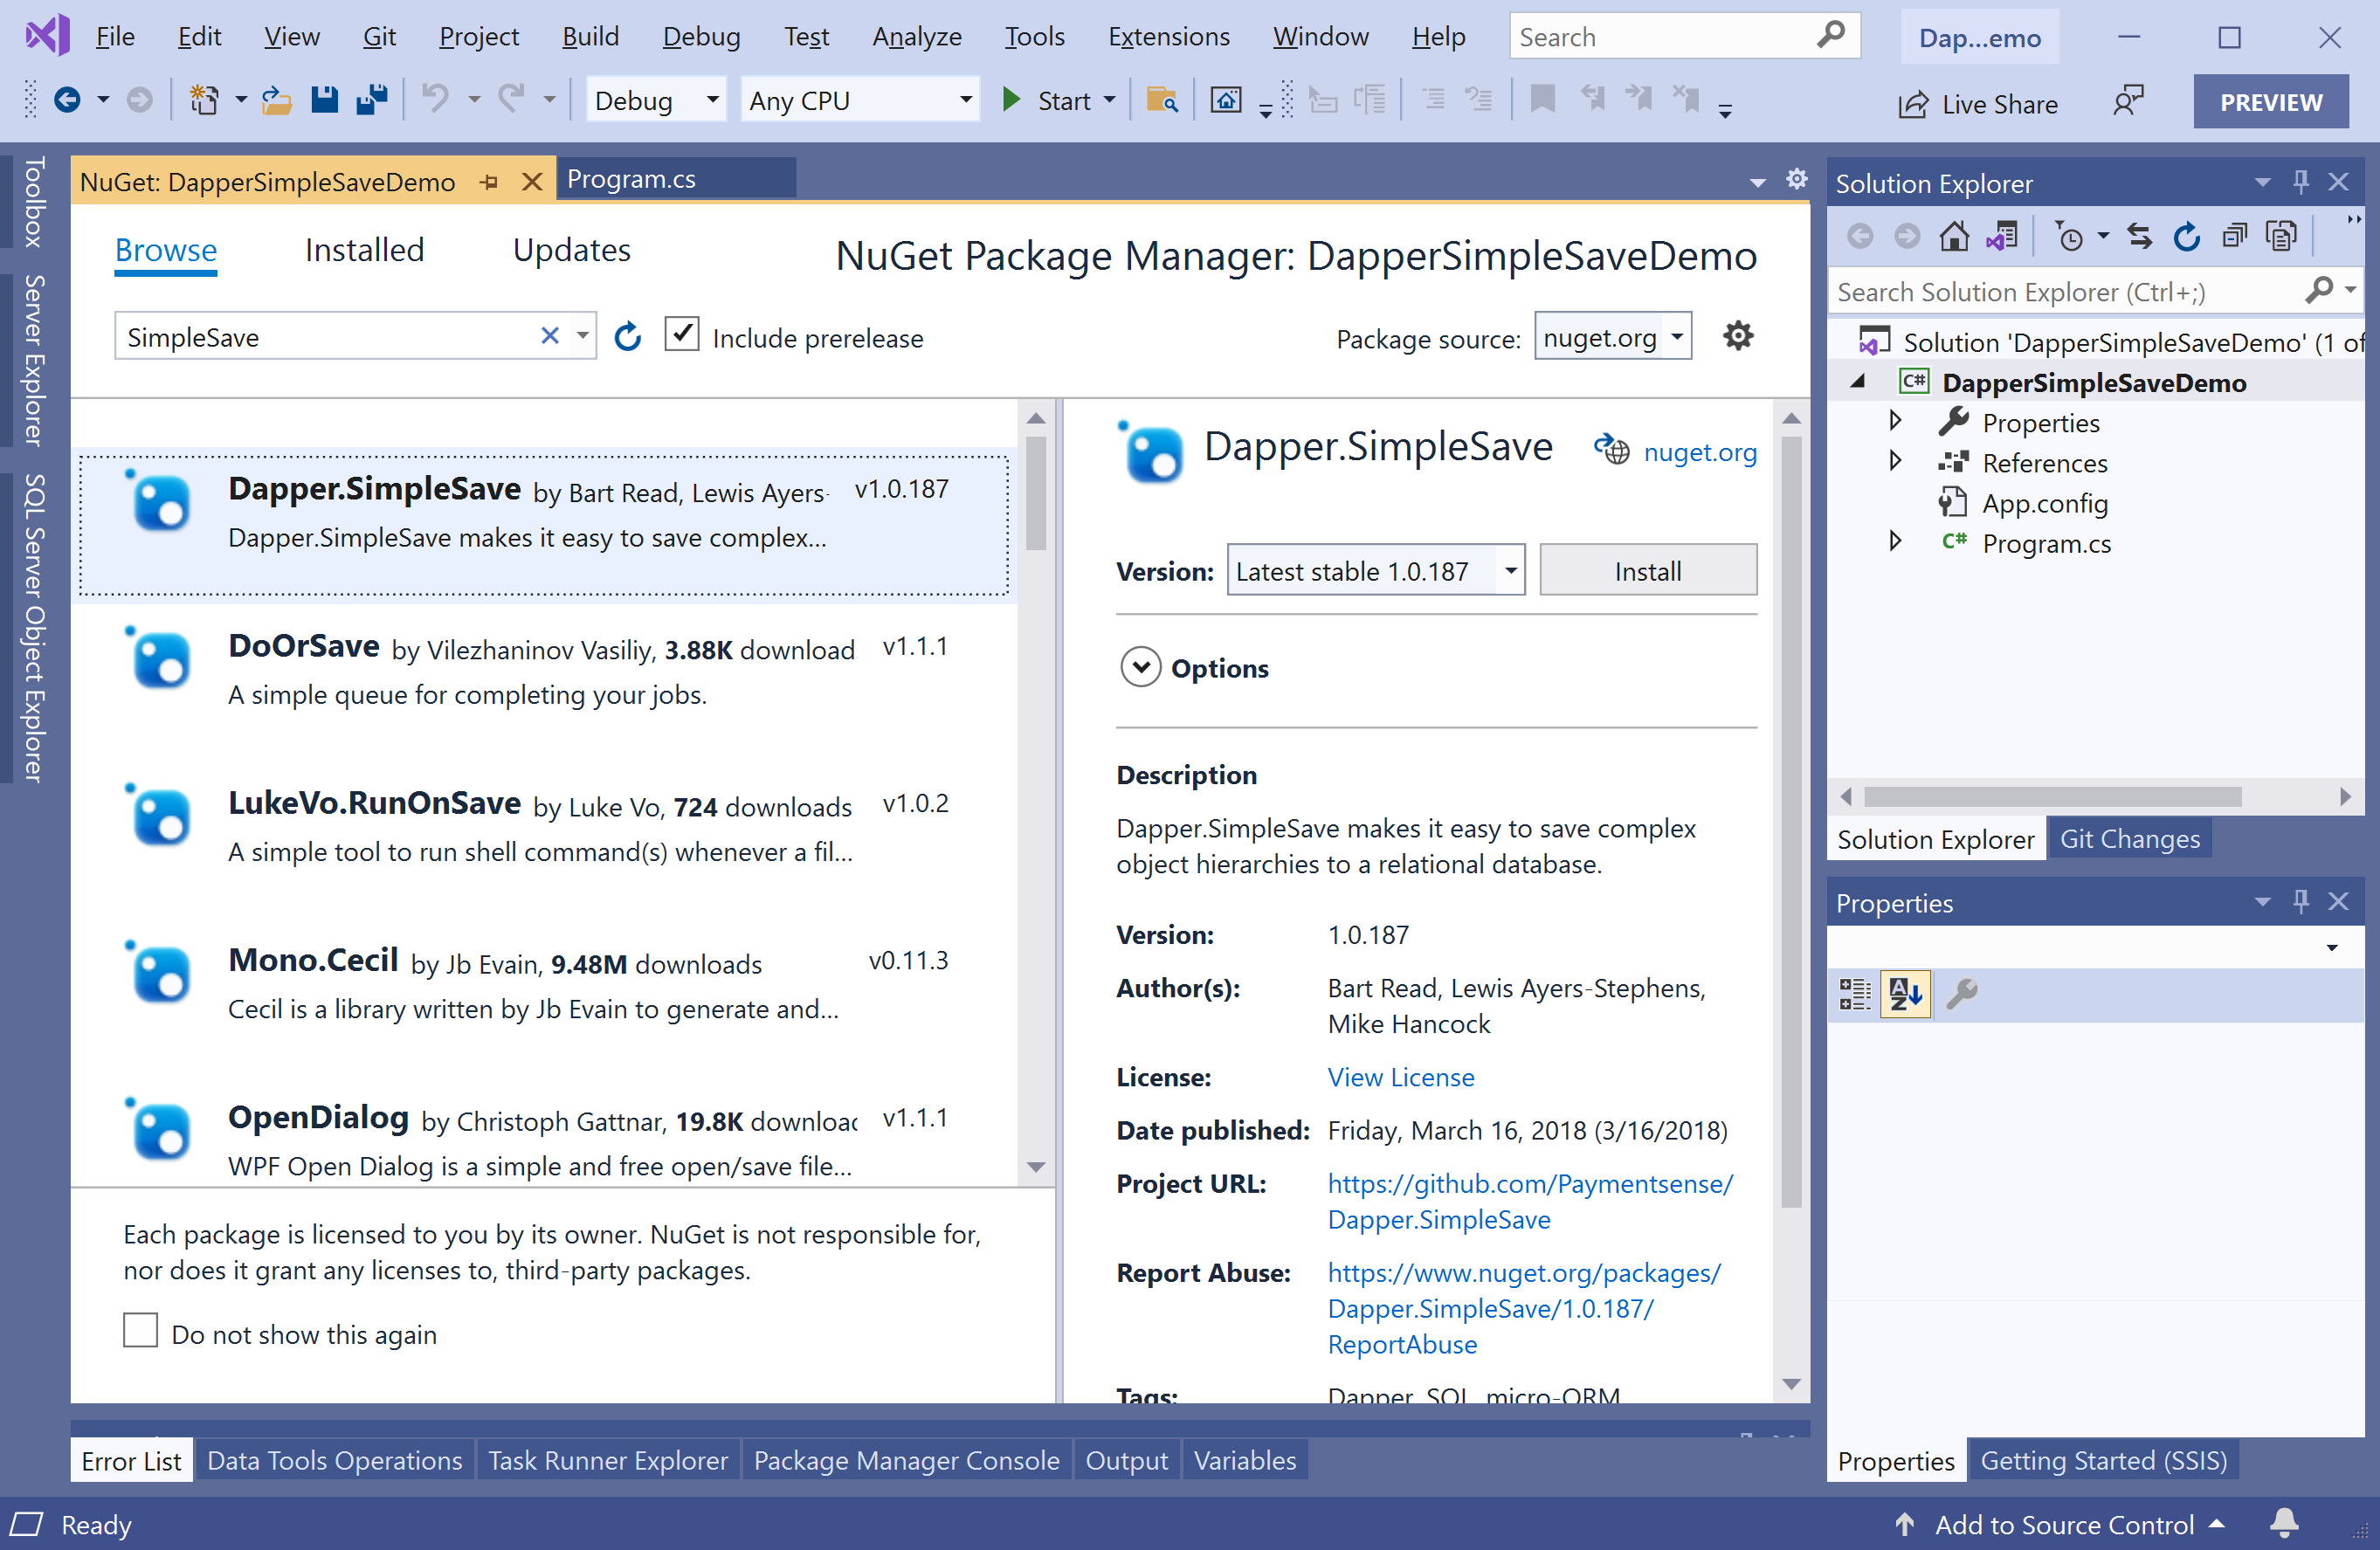 File Edit View Git Project Build Debug Test Analyze Tools Extensions Window Help Search Dap...emo
Debug Any CPU Start Live Share PREVIEW
Toolbox
Server Explorer
SQL Server Object Explorer
NuGet: DapperSimpleSaveDemo Program.cs
Browse Installed Updates NuGet Package Manager: DapperSimpleSaveDemo
SimpleSave Include prerelease Package source: nuget.org
Dapper.SimpleSave by Bart Read, Lewis Ayers- v1.0.187
Dapper.SimpleSave makes it easy to save complex...
DoOrSave by Vilezhaninov Vasiliy, 3.88K download v1.1.1
A simple queue for completing your jobs.
LukeVo.RunOnSave by Luke Vo, 724 downloads v1.0.2
A simple tool to run shell command(s) whenever a fil...
Mono.Cecil by Jb Evain, 9.48M downloads v0.11.3
Cecil is a library written by Jb Evain to generate and...
OpenDialog by Christoph Gattnar, 19.8K downloa v1.1.1
WPF Open Dialog is a simple and free open/save file...
Each package is licensed to you by its owner. NuGet is not responsible for,
nor does it grant any licenses to, third-party packages.
Do not show this again
Dapper.SimpleSave nuget.org
Version: Latest stable 1.0.187 Install
Options
Description
Dapper.SimpleSave makes it easy to save complex
object hierarchies to a relational database.
Version: 1.0.187
Author(s): Bart Read, Lewis Ayers-Stephens,
Mike Hancock
License: View License
Date published: Friday, March 16, 2018 (3/16/2018)
Project URL: https://github.com/Paymentsense/
Dapper.SimpleSave
Report Abuse: https://www.nuget.org/packages/
Dapper.SimpleSave/1.0.187/
ReportAbuse
Tags: Dapper, SQL, micro-ORM
Solution Explorer
Search Solution Explorer (Ctrl+;)
Solution 'DapperSimpleSaveDemo' (1 of
C# DapperSimpleSaveDemo
Properties
References
App.config
C# Program.cs
Solution Explorer Git Changes
Properties
Properties Getting Started (SSIS)
Error List Data Tools Operations Task Runner Explorer Package Manager Console Output Variables
Ready Add to Source Control